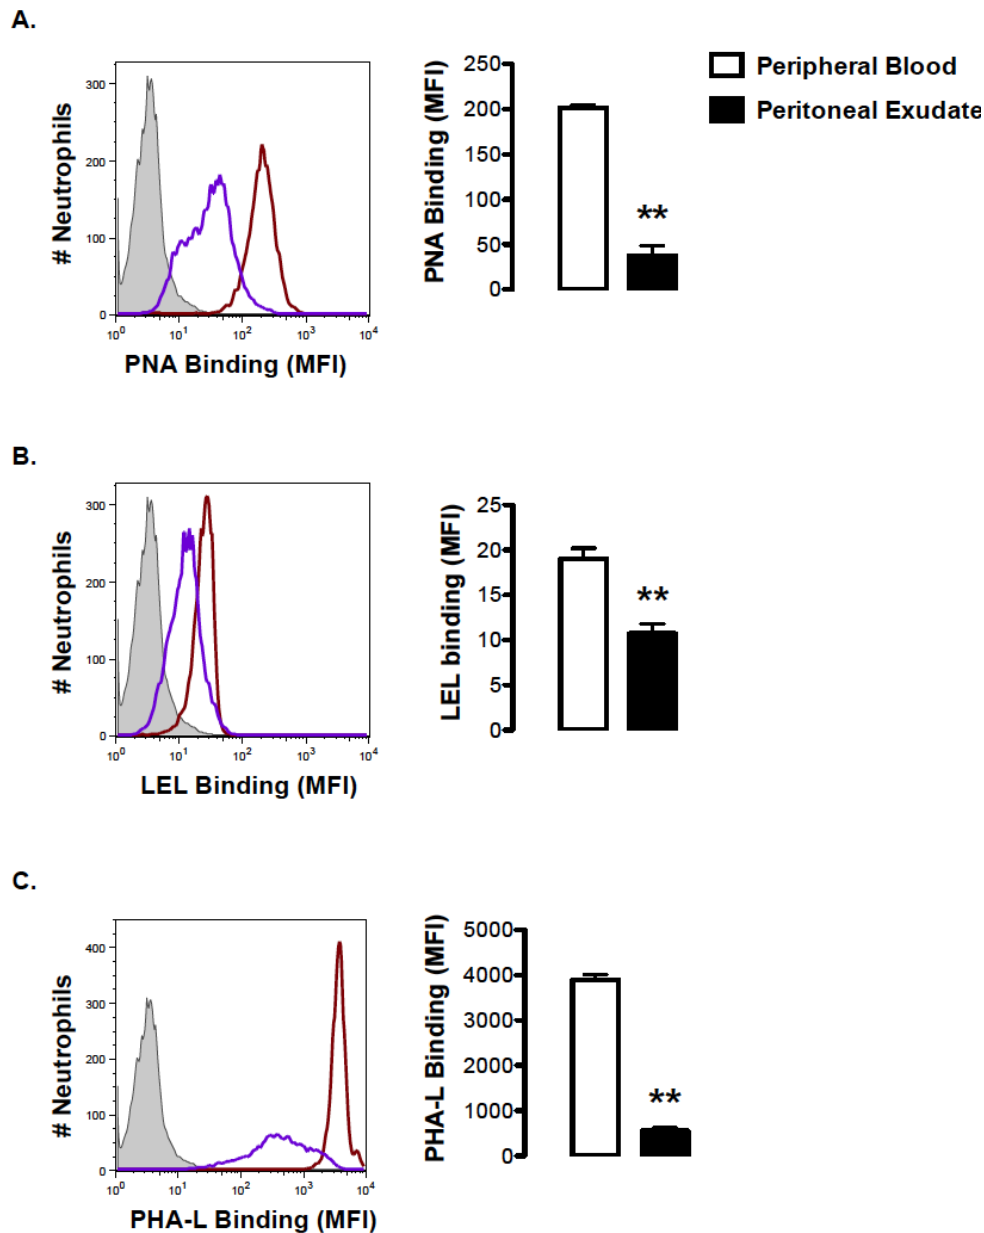 A.
# Neutrophils
300
200
100
0
10⁰ 10¹ 10² 10³ 10⁴
PNA Binding (MFI)
PNA Binding (MFI)
250
200
150
100
50
0
**
Peripheral Blood
Peritoneal Exudate
B.
# Neutrophils
300
200
100
0
10⁰ 10¹ 10² 10³ 10⁴
LEL Binding (MFI)
LEL binding (MFI)
25
20
15
10
5
0
**
C.
# Neutrophils
400
300
200
100
0
10⁰ 10¹ 10² 10³ 10⁴
PHA-L Binding (MFI)
PHA-L Binding (MFI)
5000
4000
3000
2000
1000
0
**